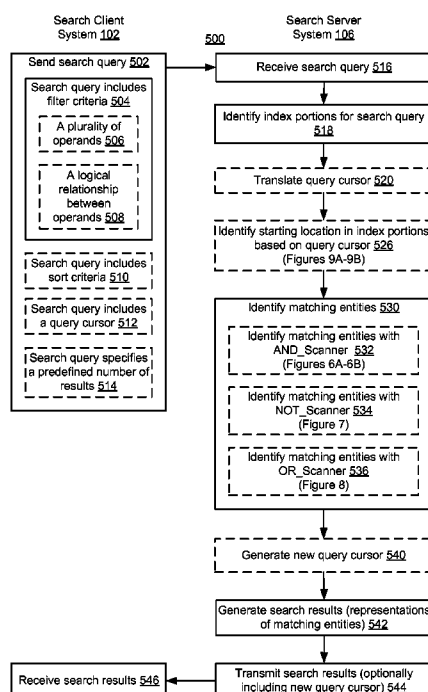 Search Client
System 102
500
Search Server
System 106
Send search query 502
Search query includes
filter criteria 504
A plurality of
operands 506
A logical
relationship
between
operands 508
Search query includes
sort criteria 510
Search query includes
a query cursor 512
Search query specifies
a predefined number of
results 514
Receive search query 516
Identify index portions for search query
518
Translate query cursor 520
Identify starting location in index portions
based on query cursor 526
(Figures 9A-9B)
Identify matching entities 530
Identify matching entities with
AND_Scanner 532
(Figures 6A-6B)
Identify matching entities with
NOT_Scanner 534
(Figure 7)
Identify matching entities with
OR_Scanner 536
(Figure 8)
Generate new query cursor 540
Generate search results (representations
of matching entities) 542
Transmit search results (optionally
including new query cursor) 544
Receive search results 546